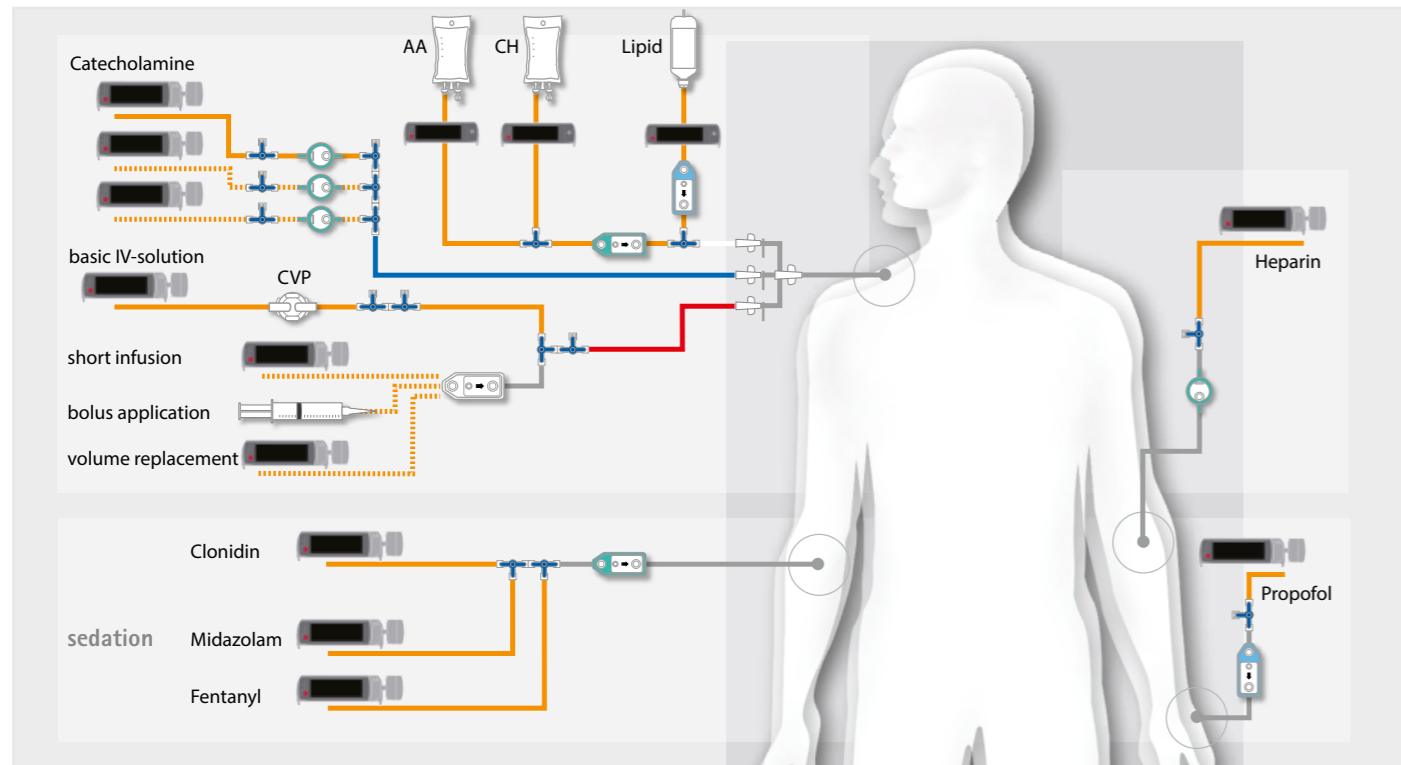 AA
CH
Lipid
Catecholamine
basic IV-solution
CVP
Heparin
short infusion
bolus application
volume replacement
Clonidin
Propofol
sedation
Midazolam
Fentanyl